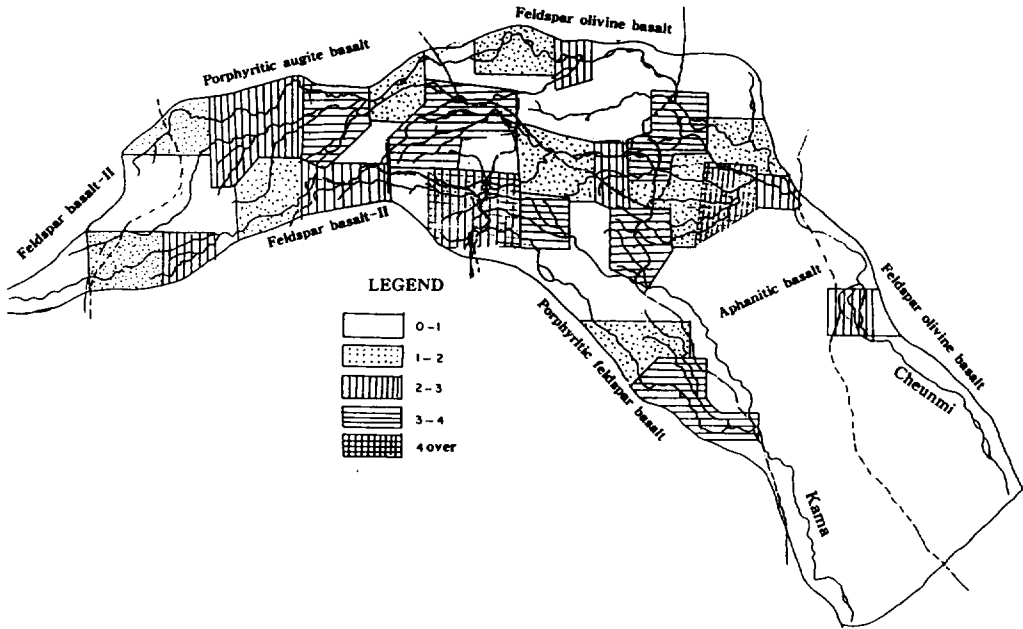 Feldspar olivine basalt
Porphyritic augite basalt
Feldspar basalt-II
Feldspar basalt-II
LEGEND
0-1
1-2
2-3
3-4
4 over
Aphanitic basalt
Feldspar olivine basalt
Porphyritic feldspar basalt
Cheunmi
Kama